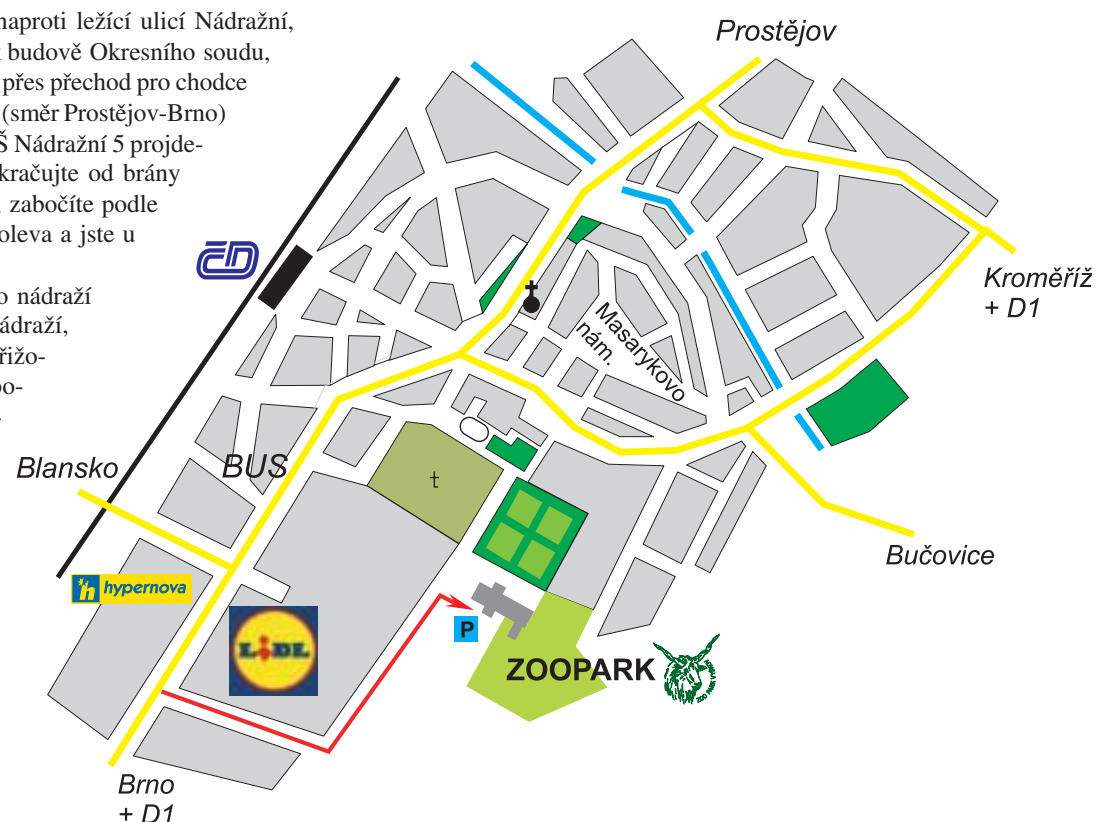 naproti ležící ulicí Nádražní,
budově Okresního soudu,
přes přechod pro chodce
(směr Prostějov-Brno)
Nádražní 5 projde-
kračujte od brány
zabočíte podle
oleva a jste u
o nádraží
ádraží,
řižo-
po-
Prostějov
ČD
Kroměříž
+ D1
Masarykovo
nám.
Blansko
BUS
Bučovice
hypernova
LiDL
P
ZOOPARK
Brno
+ D1